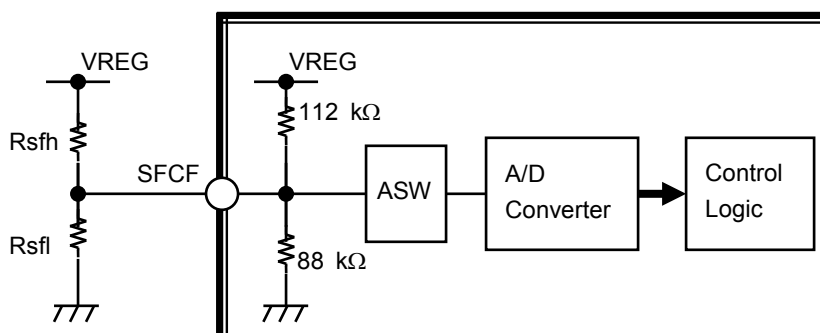 VREG
VREG
Rsfh
112 kΩ
SFCF
ASW
A/D
Converter
Control
Logic
Rsfl
88 kΩ